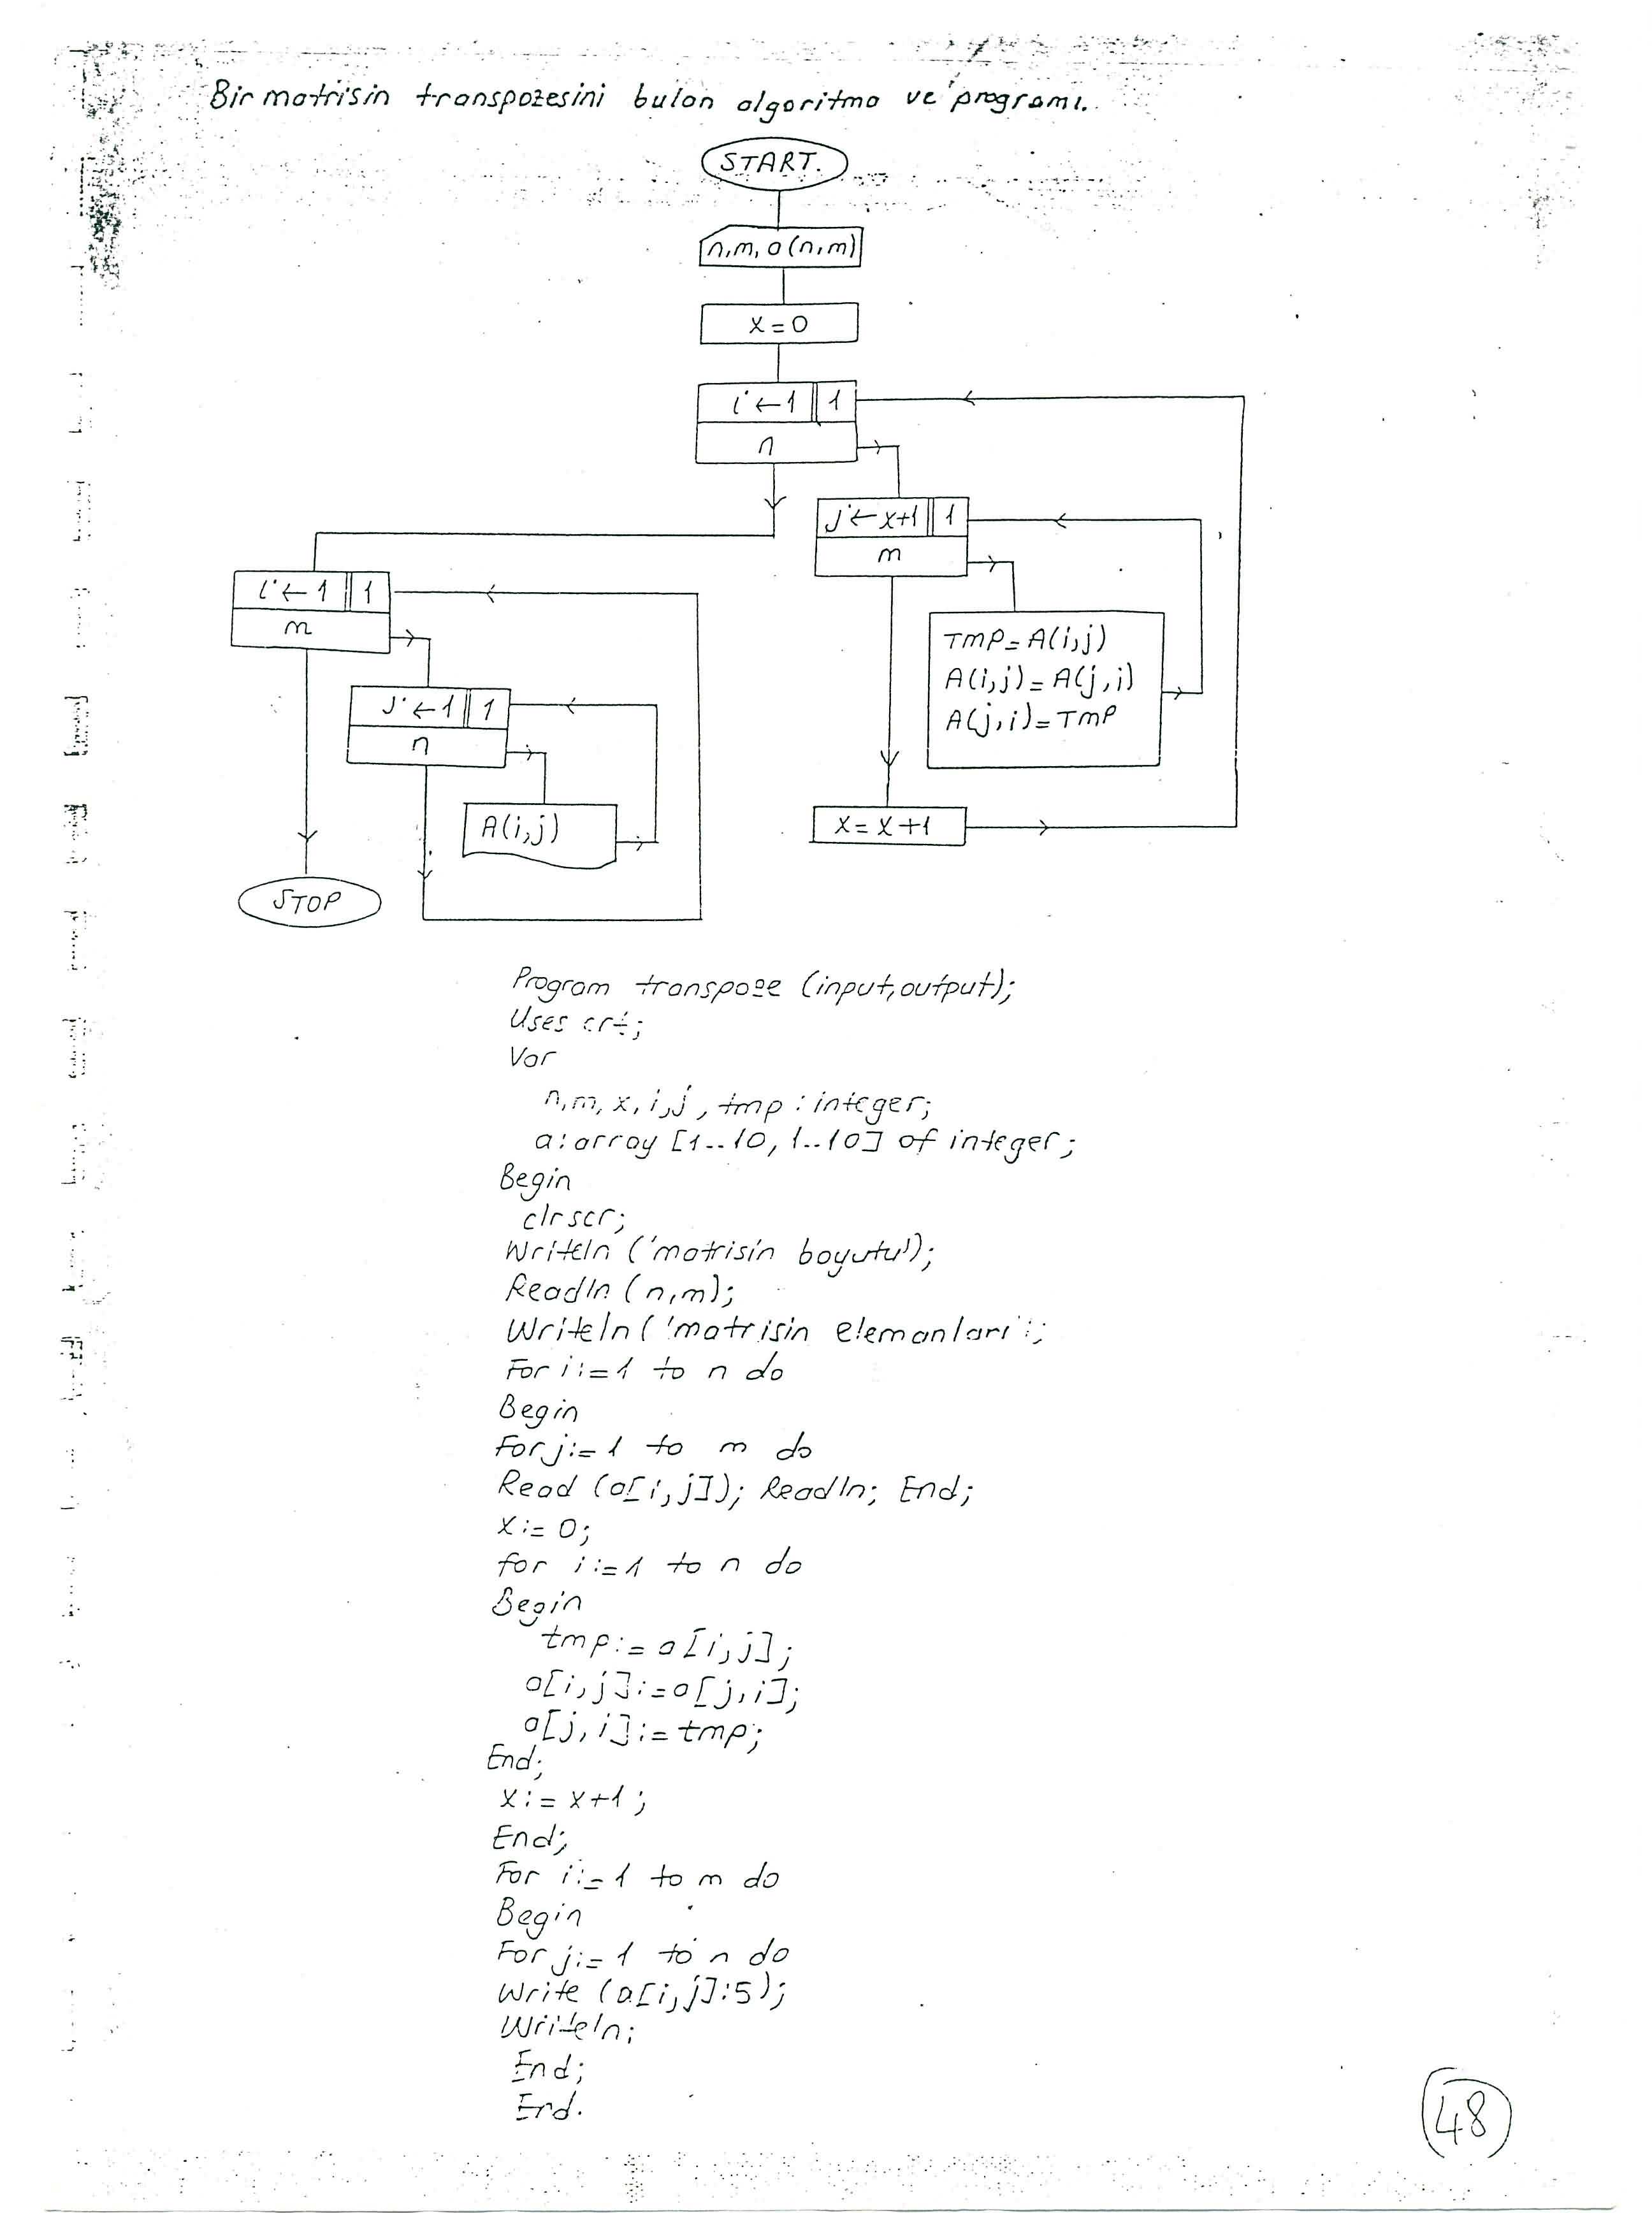 Bir matrisin transpozesini bulan algoritma ve programı.
START.
n,m,a(n,m)
x=0
i←1 1
n
j←x+1 1
m
i←1 1
m
TMP=A(i,j)
A(i,j)=A(j,i)
A(j,i)=TMP
j←1 1
n
A(i,j)
x=x+1
STOP
Program transpoze (input,output);
Uses crt;
Var
n,m,x,i,j,tmp:integer;
a:array [1..10,1..10] of integer;
Begin
clrscr;
Writeln ('matrisin boyutu');
Readln (n,m);
Writeln ('matrisin elemanları');
For i:=1 to n do
Begin
For j:=1 to m do
Read (a[i,j]); Readln; End;
x:=0;
for i:=1 to n do
Begin
tmp:=a[i,j];
a[i,j]:=a[j,i];
a[j,i]:=tmp;
End;
x:=x+1;
End;
For i:=1 to m do
Begin
For j:=1 to n do
Write (a[i,j]:5);
Writeln;
End;
End.
48